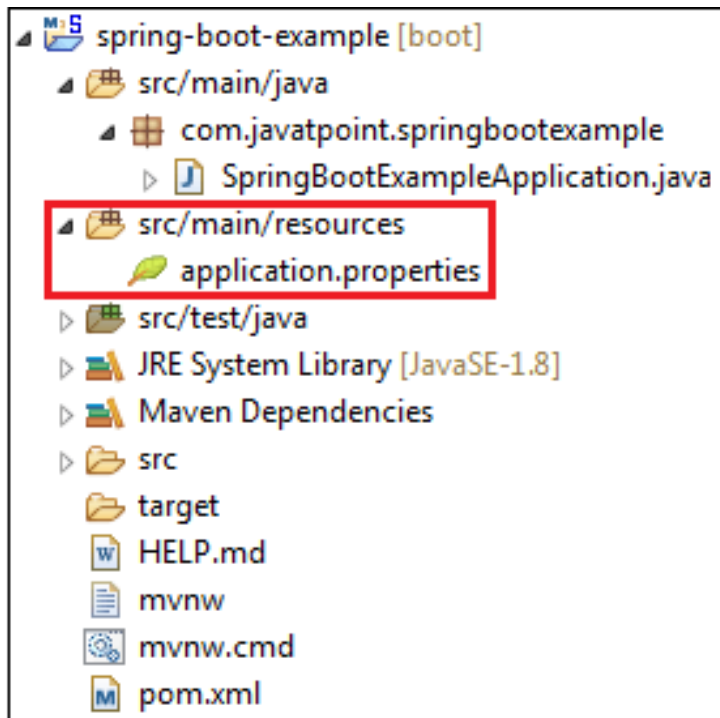 spring-boot-example [boot]
src/main/java
com.javatpoint.springbootexample
SpringBootExampleApplication.java
src/main/resources
application.properties
src/test/java
JRE System Library [JavaSE-1.8]
Maven Dependencies
src
target
HELP.md
mvnw
mvnw.cmd
pom.xml